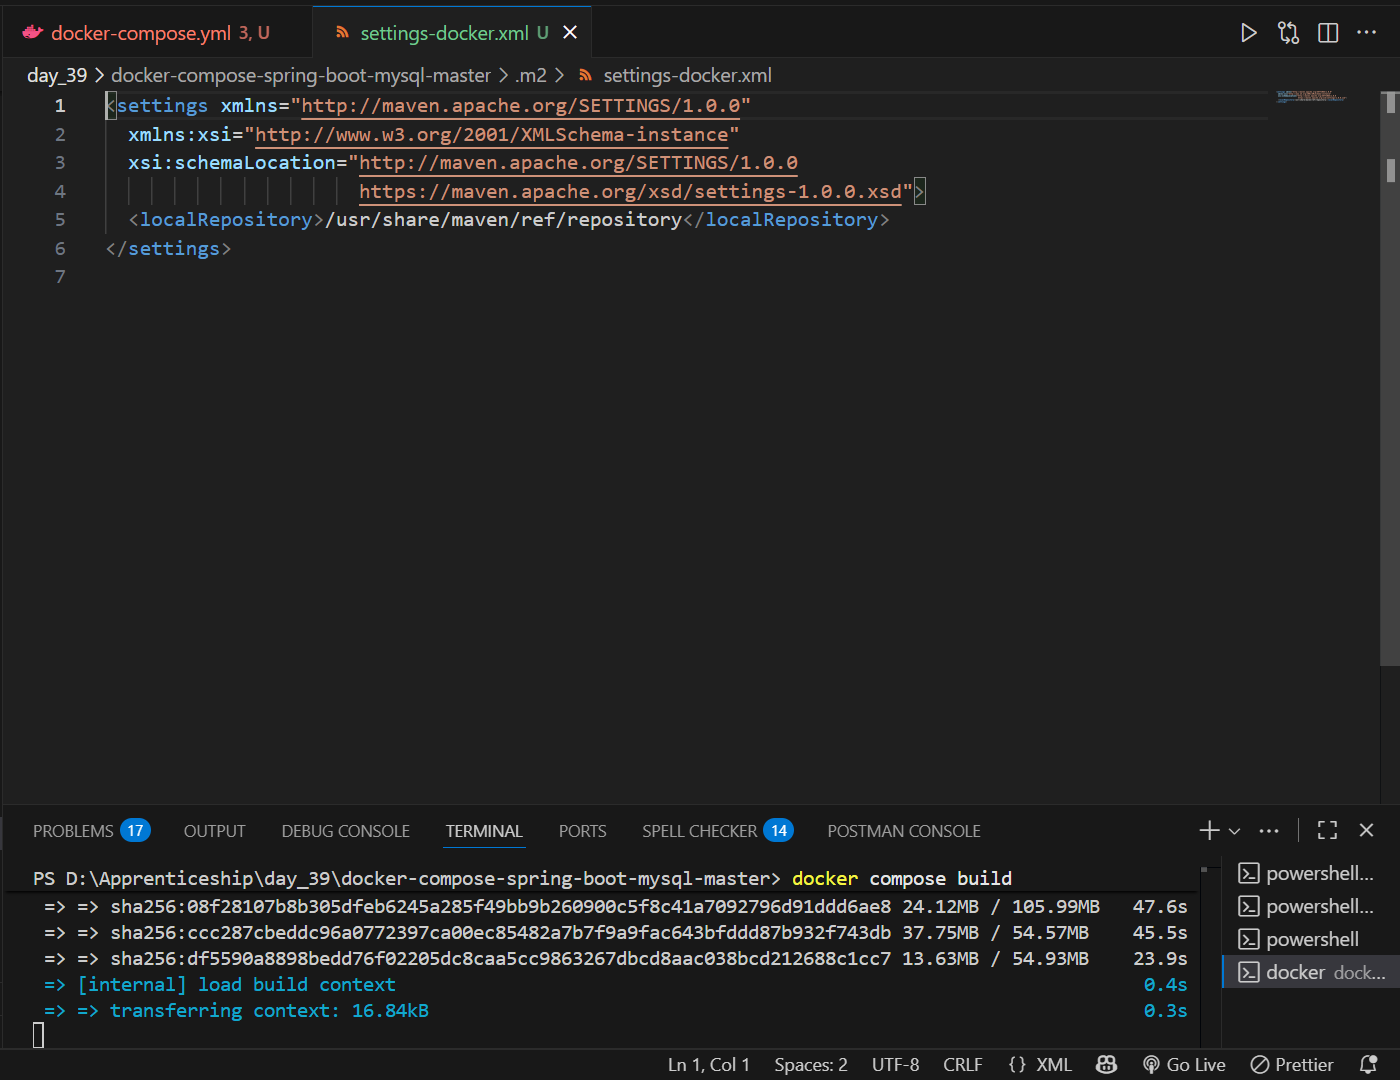 docker-compose.yml 3, U
settings-docker.xml U
day_39 > docker-compose-spring-boot-mysql-master > .m2 > settings-docker.xml
1 <settings xmlns="http://maven.apache.org/SETTINGS/1.0.0"
2 xmlns:xsi="http://www.w3.org/2001/XMLSchema-instance"
3 xsi:schemaLocation="http://maven.apache.org/SETTINGS/1.0.0
4 https://maven.apache.org/xsd/settings-1.0.0.xsd">
5 <localRepository>/usr/share/maven/ref/repository</localRepository>
6 </settings>
7
PROBLEMS 17 OUTPUT DEBUG CONSOLE TERMINAL PORTS SPELL CHECKER 14 POSTMAN CONSOLE
PS D:\Apprenticeship\day_39\docker-compose-spring-boot-mysql-master> docker compose build
=> => sha256:08f28107b8b305dfeb6245a285f49bb9b260900c5f8c41a7092796d91ddd6ae8 24.12MB / 105.99MB 47.6s
=> => sha256:ccc287cbeddc96a0772397ca00ec85482a7b7f9a9fac643bfddd87b932f743db 37.75MB / 54.57MB 45.5s
=> => sha256:df5590a8898bedd76f02205dc8caa5cc9863267dbcd8aac038bcd212688c1cc7 13.63MB / 54.93MB 23.9s
=> [internal] load build context 0.4s
=> => transferring context: 16.84kB 0.3s
powershell...
powershell...
powershell
docker dock...
Ln 1, Col 1 Spaces: 2 UTF-8 CRLF {} XML Go Live Prettier